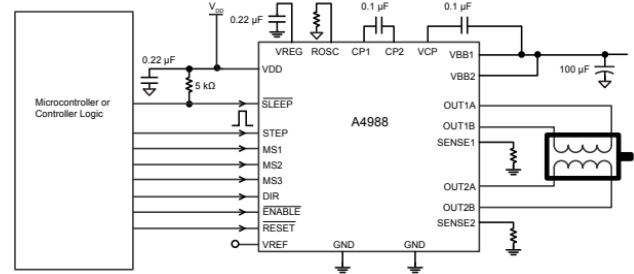 V_DD
0.22 µF
0.1 µF
0.1 µF
0.22 µF
VREG
ROSC
CP1
CP2
VCP
VBB1
VDD
VBB2
100 µF
5 kΩ
Microcontroller or
Controller Logic
SLEEP
A4988
OUT1A
OUT1B
STEP
SENSE1
MS1
MS2
MS3
OUT2A
DIR
OUT2B
ENABLE
SENSE2
RESET
VREF
GND
GND